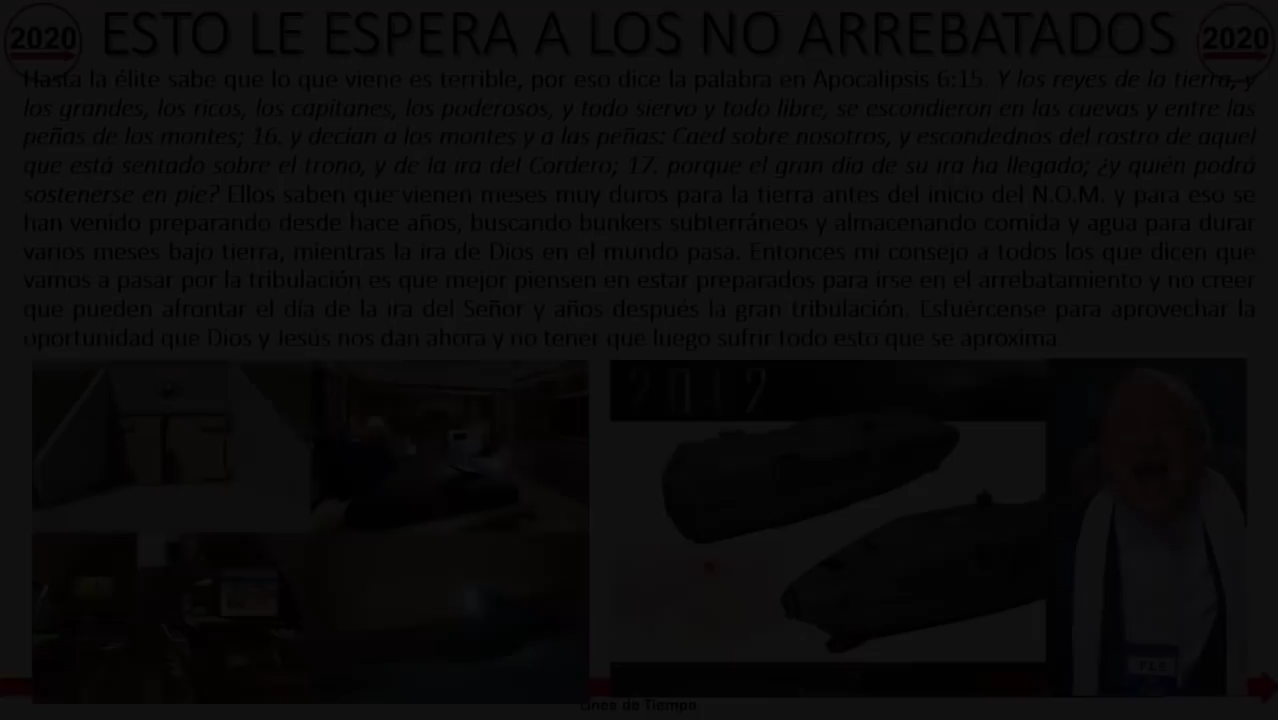 ESTO LE ESPERA A LOS NO ARREBATADOS
2020
2020
Hasta la élite sabe que lo que viene es terrible, por eso dice la palabra en Apocalipsis 6:15. Y los reyes de la tierra, y
los grandes, los ricos, los capitanes, los poderosos, y todo siervo y todo libre, se escondieron en las cuevas y entre las
peñas de los montes; 16. y decían a los montes y a las peñas: Caed sobre nosotros, y escondednos del rostro de aquel
que está sentado sobre el trono, y de la ira del Cordero; 17. porque el gran día de su ira ha llegado; ¿y quién podrá
sostenerse en pie? Ellos saben que vienen meses muy duros para la tierra antes del inicio del N.O.M. y para eso se
han venido preparando desde hace años, buscando bunkers subterráneos y almacenando comida y agua para durar
varios meses bajo tierra, mientras la ira de Dios en el mundo pasa. Entonces mi consejo a todos los que dicen que
vamos a pasar por la tribulación es que mejor piensen en estar preparados para irse en el arrebatamiento y no creer
que pueden afrontar el día de la ira del Señor y años después la gran tribulación. Esfuércense para aprovechar la
oportunidad que Dios y Jesús nos dan ahora y no tener que luego sufrir todo esto que se aproxima
2012
Línea de Tiempo